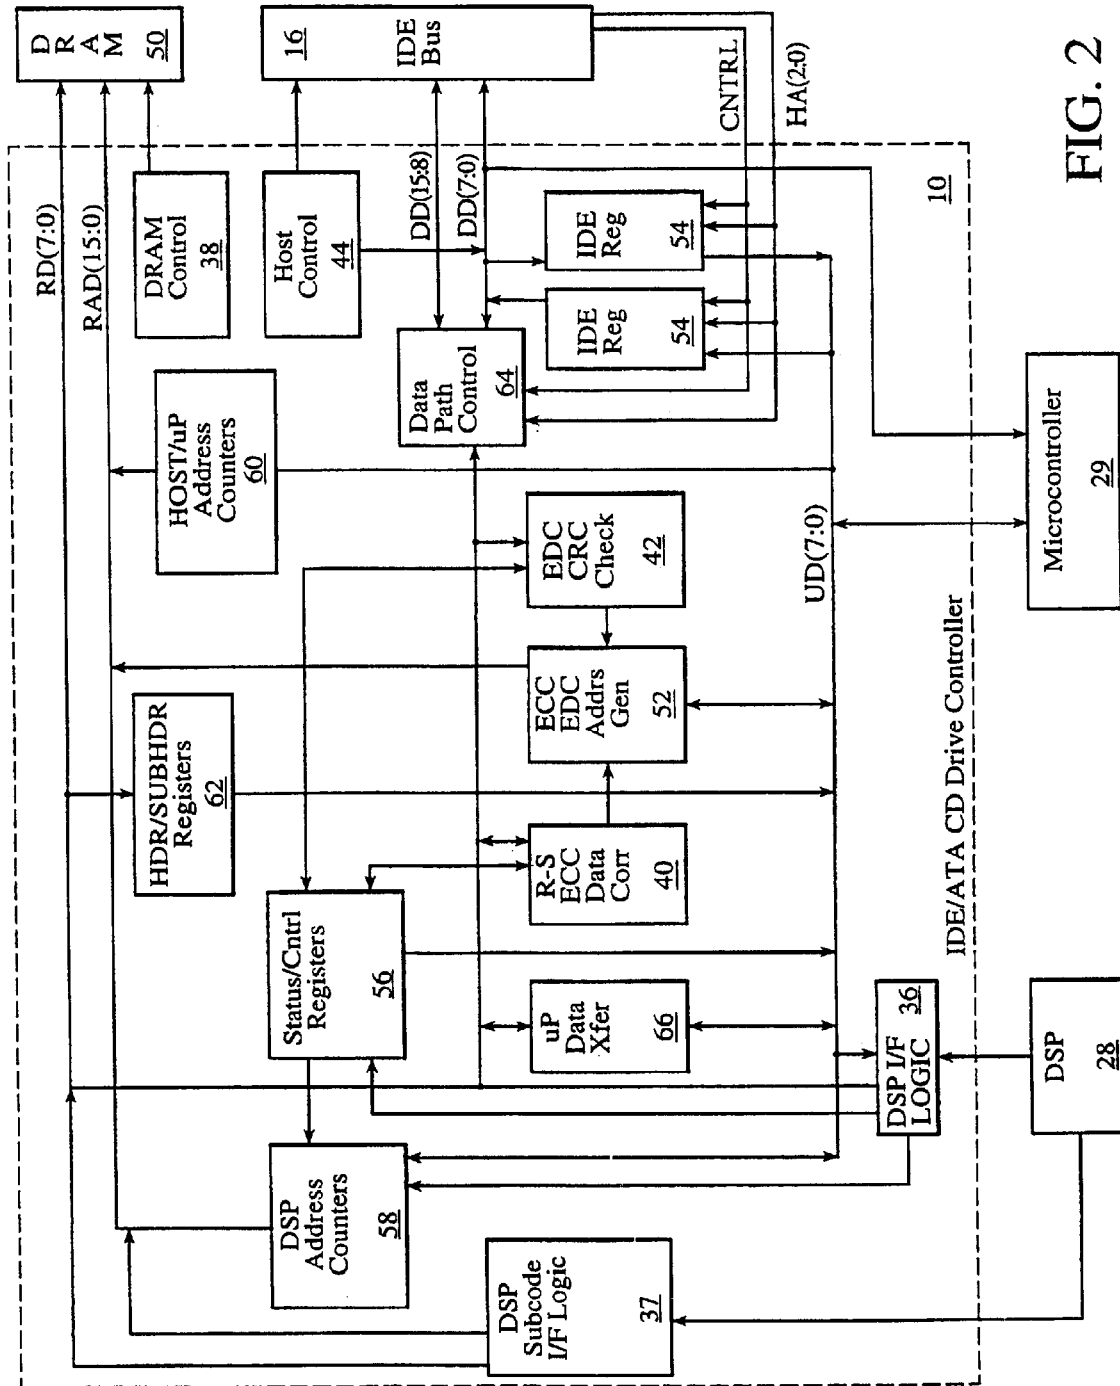 D
R
A
M
50
16
IDE
Bus
RD(7:0)
RAD(15:0)
DRAM
Control
38
Host
Control
44
DD(15:8)
DD(7:0)
CNTRL
HA(2:0)
IDE
Reg
54
IDE
Reg
54
10
HOST/uP
Address
Counters
60
Data
Path
Control
64
HDR/SUBHDR
Registers
62
EDC
CRC
Check
42
ECC
EDC
Addrs
Gen
52
UD(7:0)
Microcontroller
29
Status/Cntrl
Registers
56
R-S
ECC
Data
Corr
40
uP
Data
Xfer
66
IDE/ATA CD Drive Controller
DSP
Address
Counters
58
DSP I/F
LOGIC
36
DSP
28
DSP
Subcode
I/F Logic
37
FIG. 2